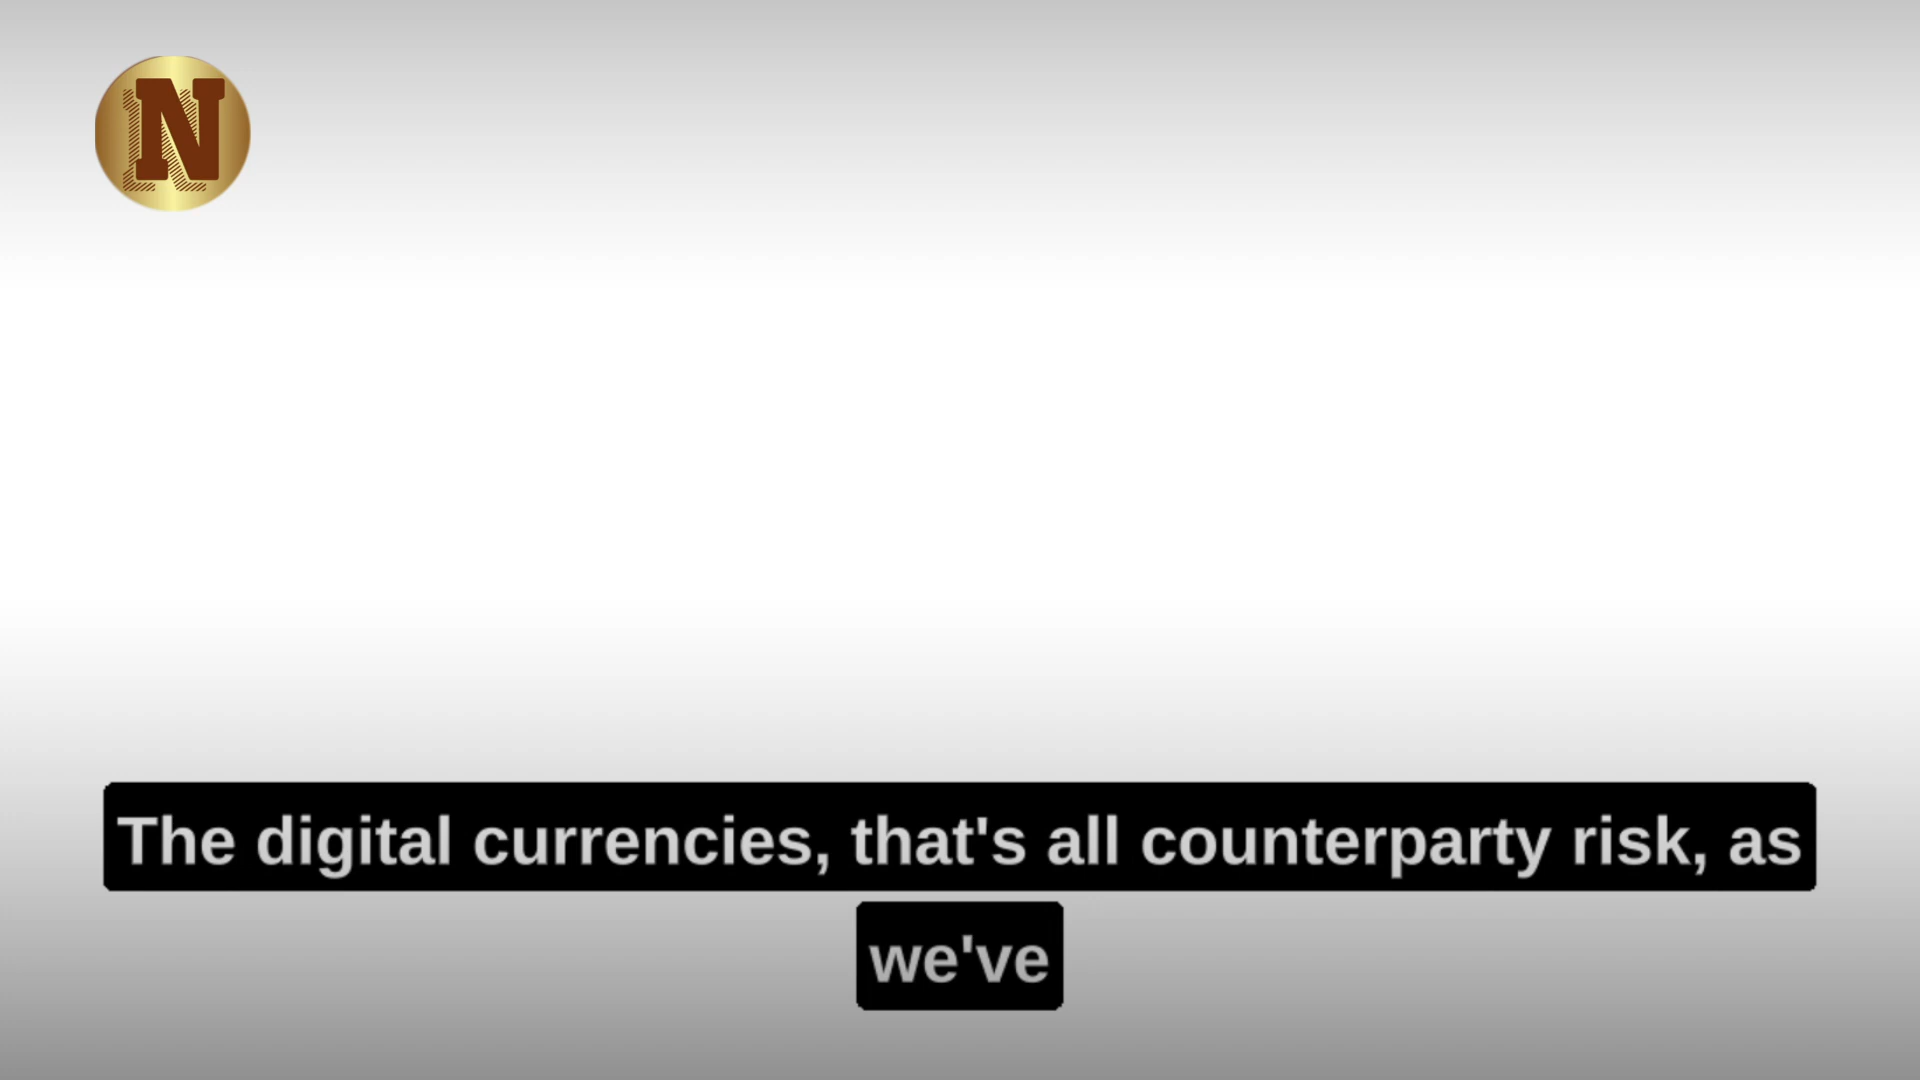 N
The digital currencies, that's all counterparty risk, as
we've